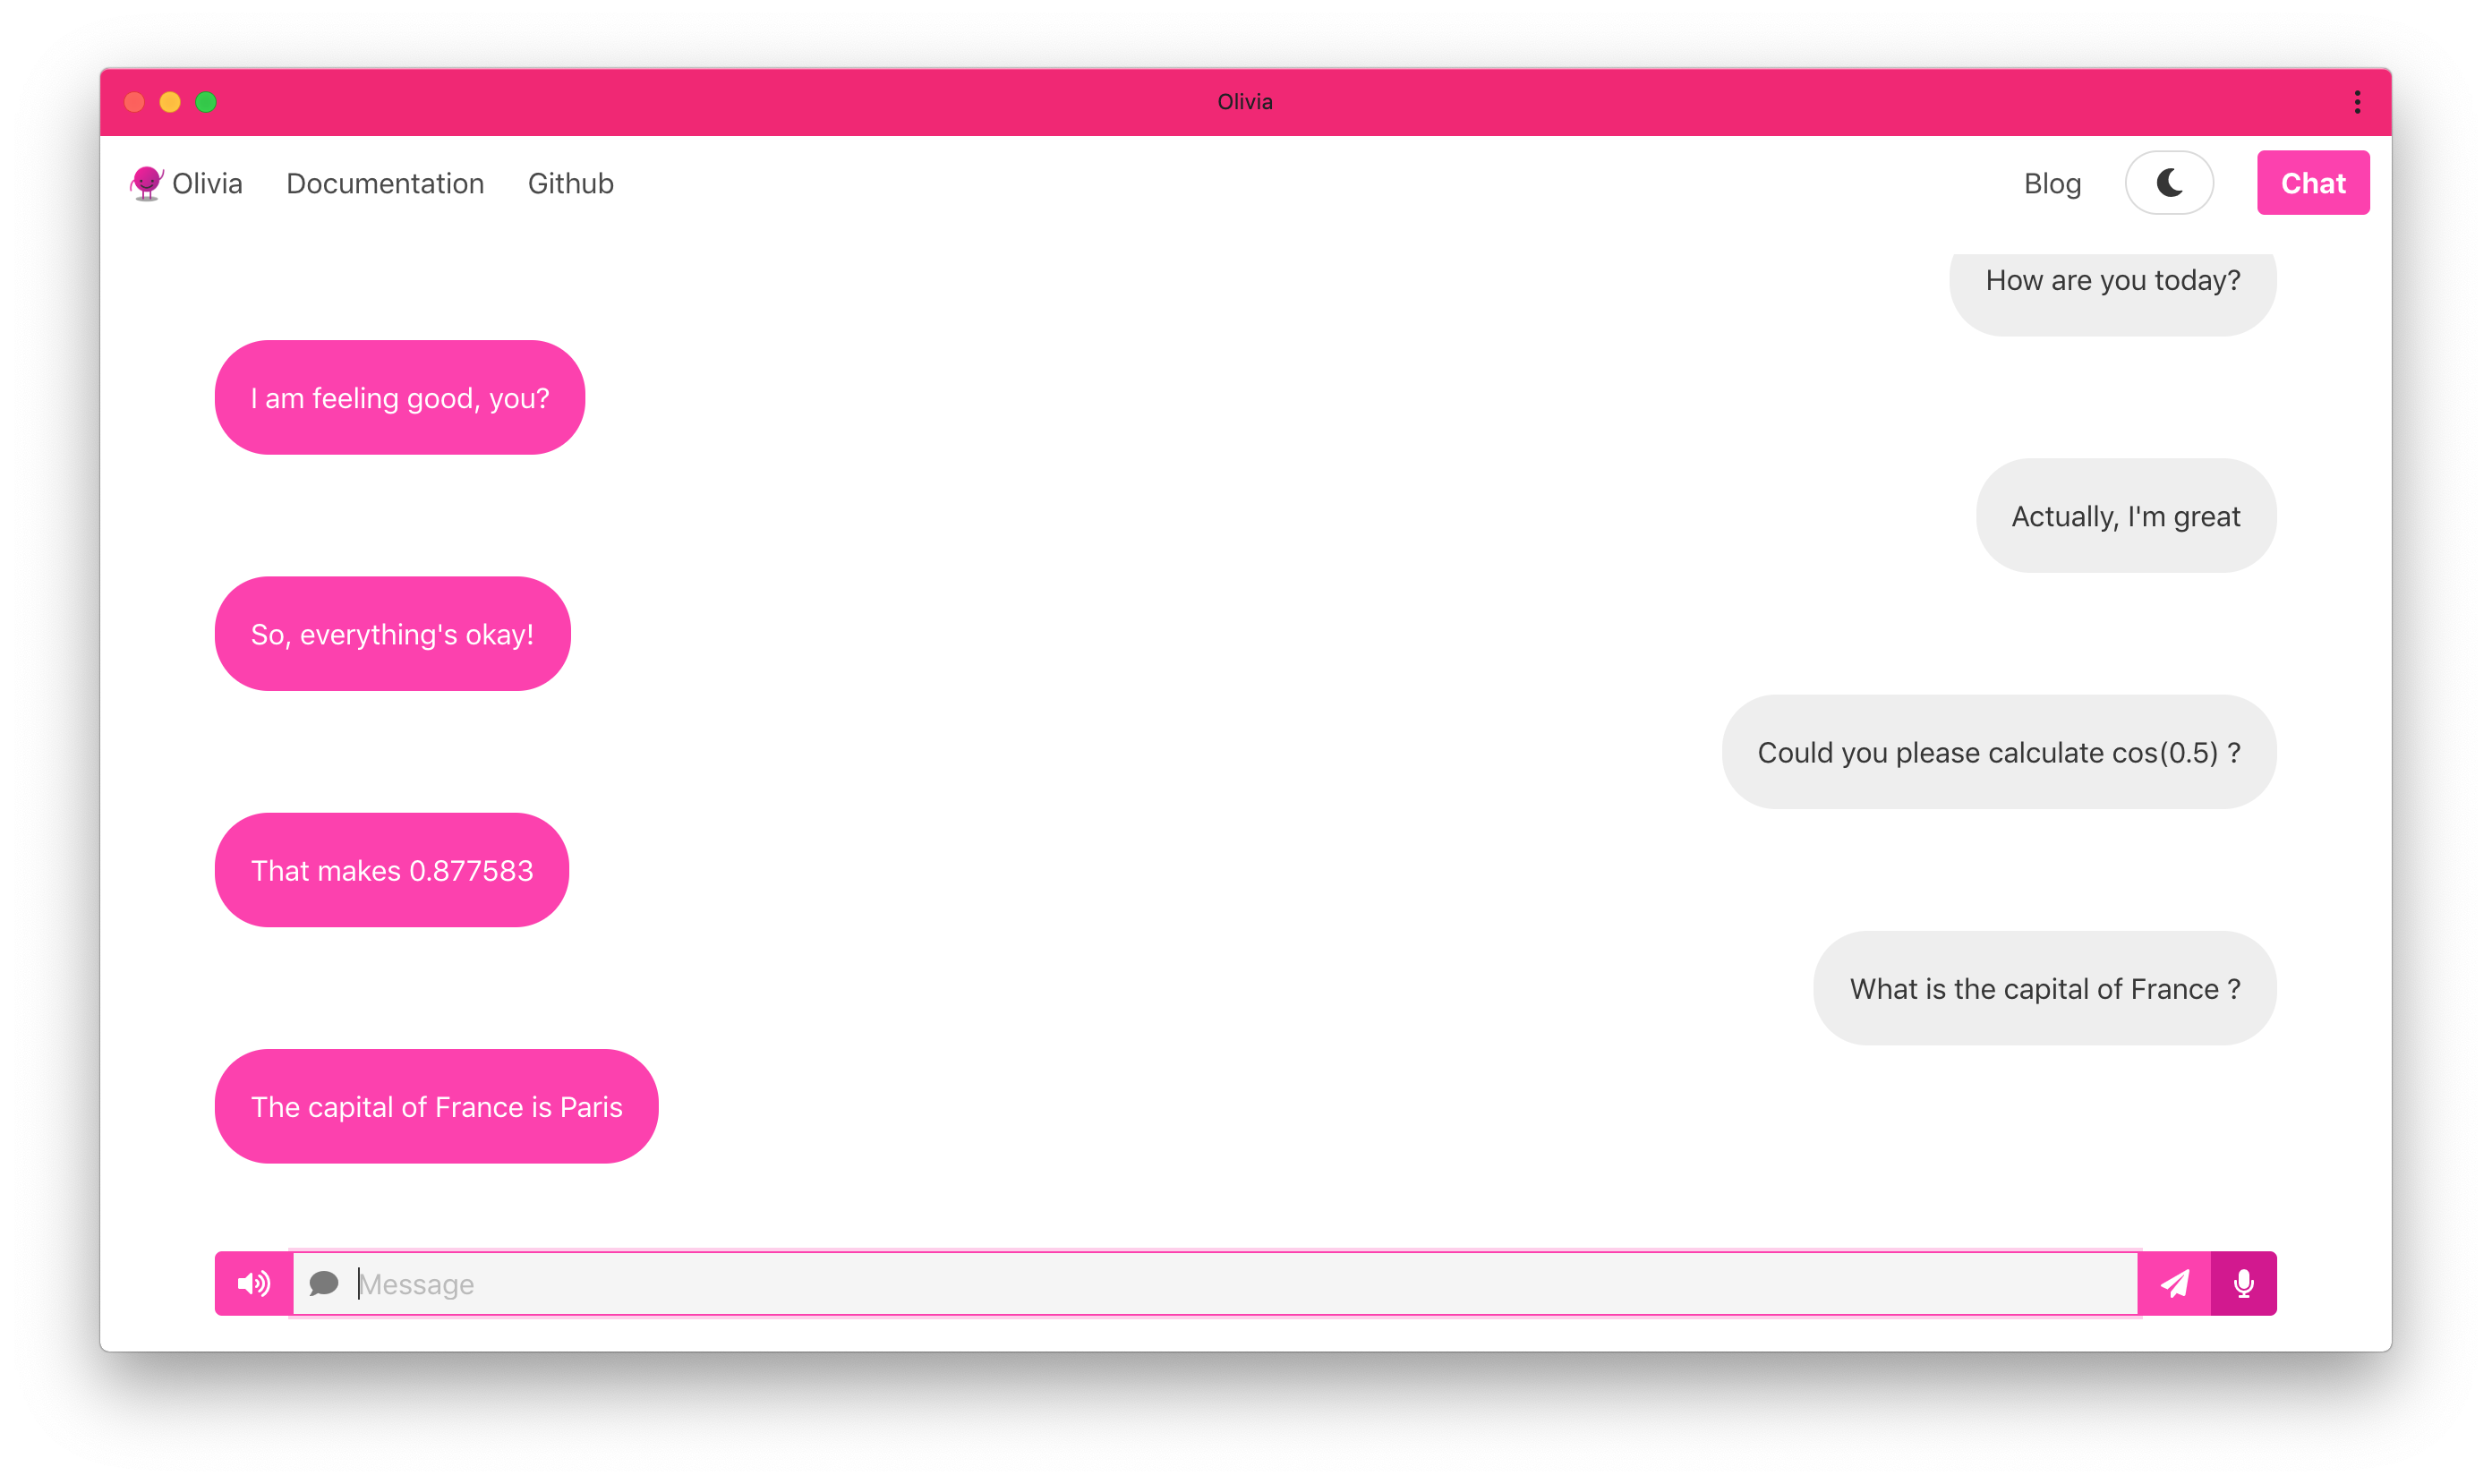 Olivia
Olivia Documentation Github Blog Chat
How are you today?
I am feeling good, you?
Actually, I'm great
So, everything's okay!
Could you please calculate cos(0.5) ?
That makes 0.877583
What is the capital of France ?
The capital of France is Paris
Message